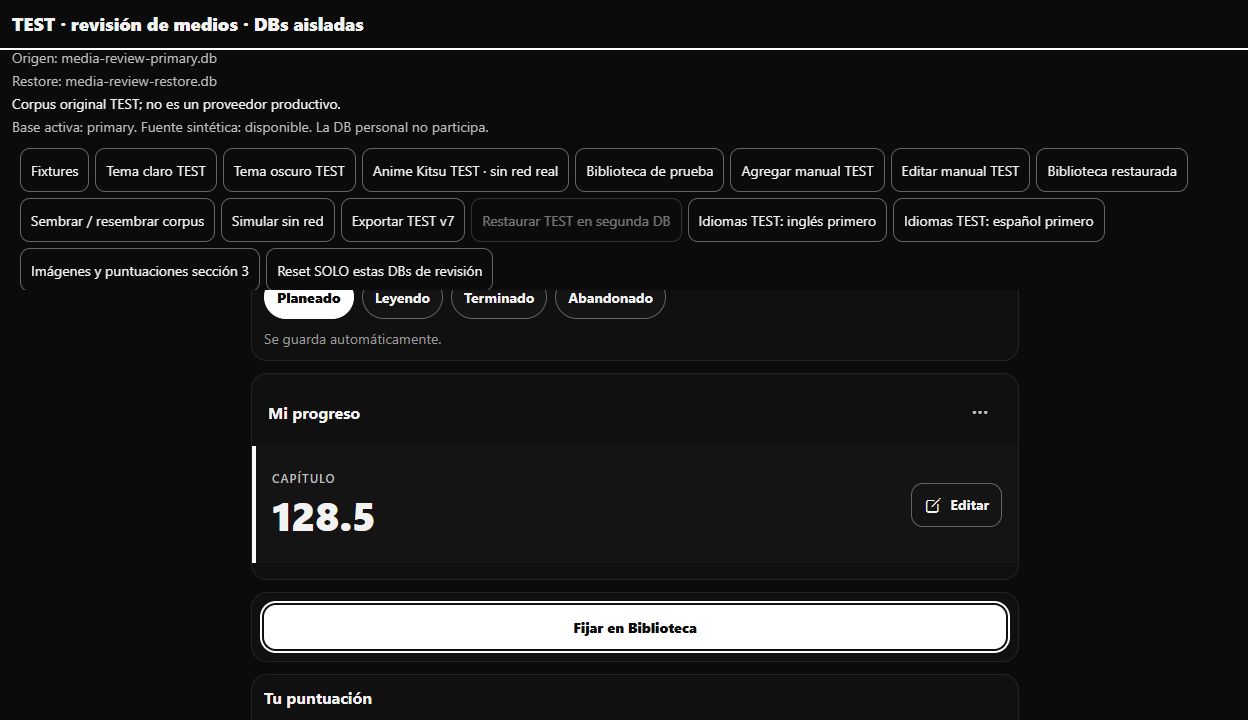 TEST · revisión de medios · DBs aisladas
Origen: media-review-primary.db
Restore: media-review-restore.db
Corpus original TEST; no es un proveedor productivo.
Base activa: primary. Fuente sintética: disponible. La DB personal no participa.
Fixtures Tema claro TEST Tema oscuro TEST Anime Kitsu TEST · sin red real Biblioteca de prueba Agregar manual TEST Editar manual TEST Biblioteca restaurada
Sembrar / resembrar corpus Simular sin red Exportar TEST v7 Restaurar TEST en segunda DB Idiomas TEST: inglés primero Idiomas TEST: español primero
Imágenes y puntuaciones sección 3 Reset SOLO estas DBs de revisión
Planeado Leyendo Terminado Abandonado
Se guarda automáticamente.
Mi progreso
CAPÍTULO
128.5
Editar
Fijar en Biblioteca
Tu puntuación